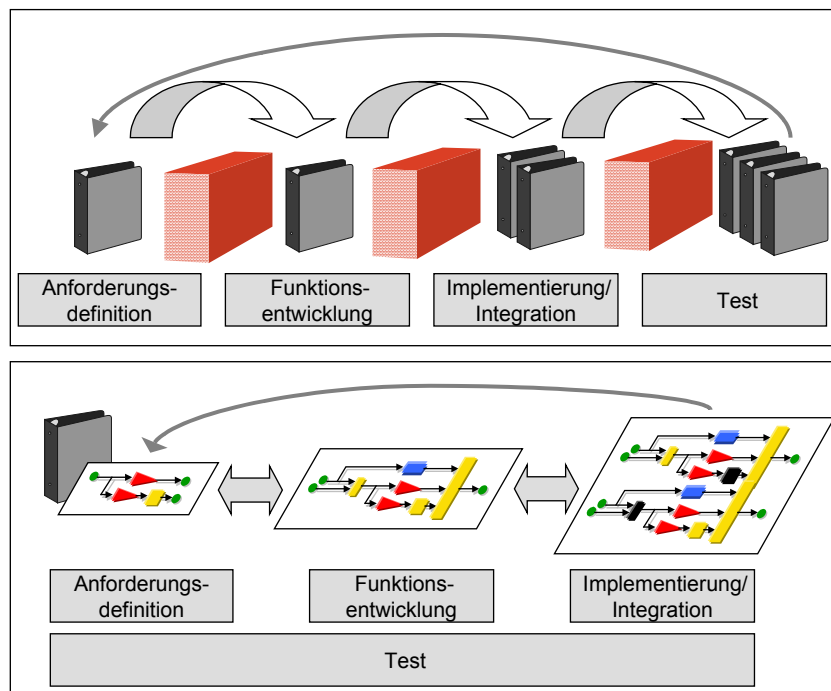 Anforderungs-
definition
Funktions-
entwicklung
Implementierung/
Integration
Test
Anforderungs-
definition
Funktions-
entwicklung
Implementierung/
Integration
Test